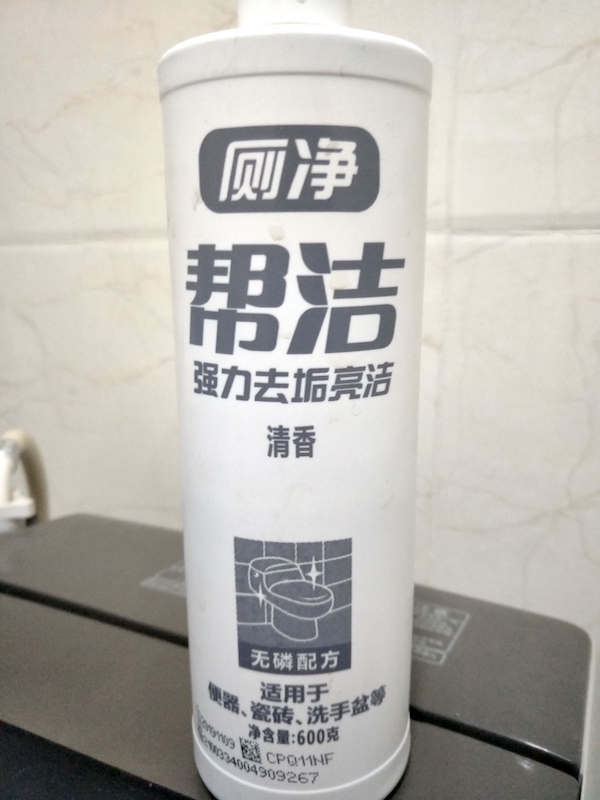 厕净
帮洁
强力去垢亮洁
清香
无磷配方
适用于
便器、瓷砖、洗手盆等
净含量:600克
CPQ11NF